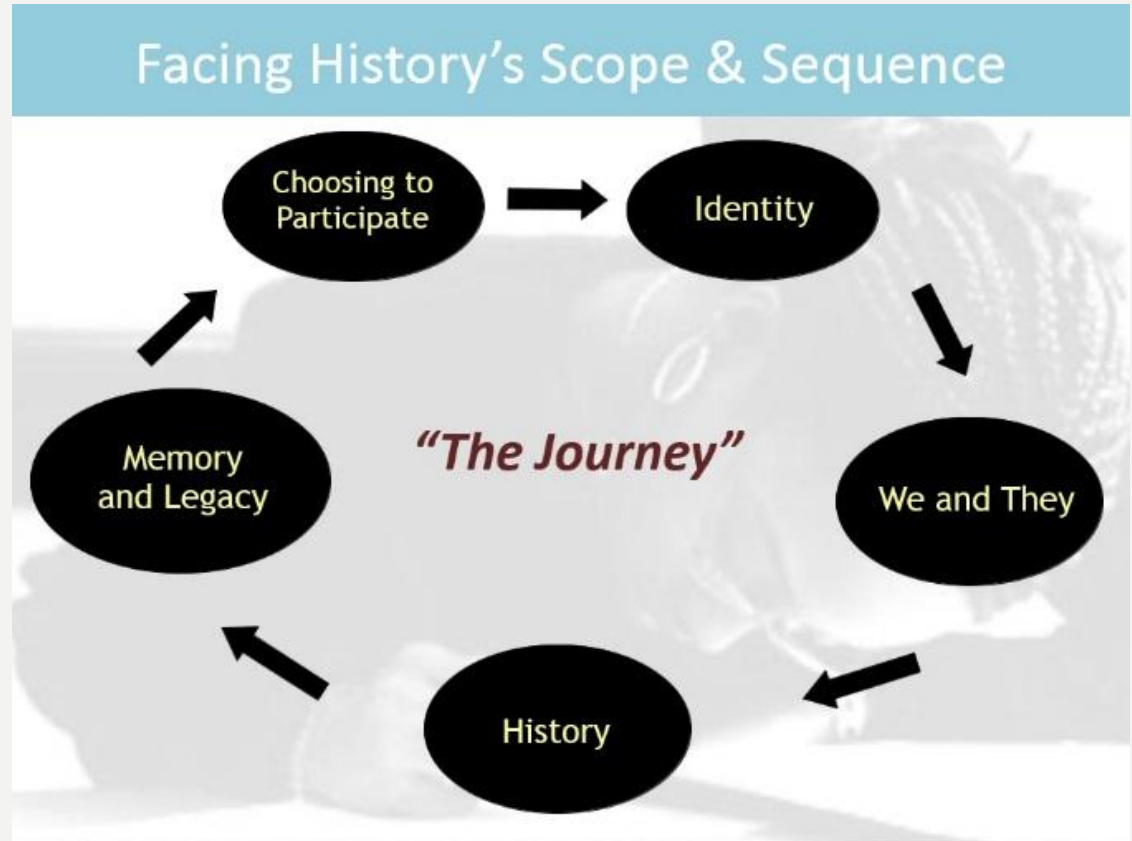 Facing History's Scope & Sequence
Choosing to
Participate
Identity
Memory
and Legacy
“The Journey”
We and They
History